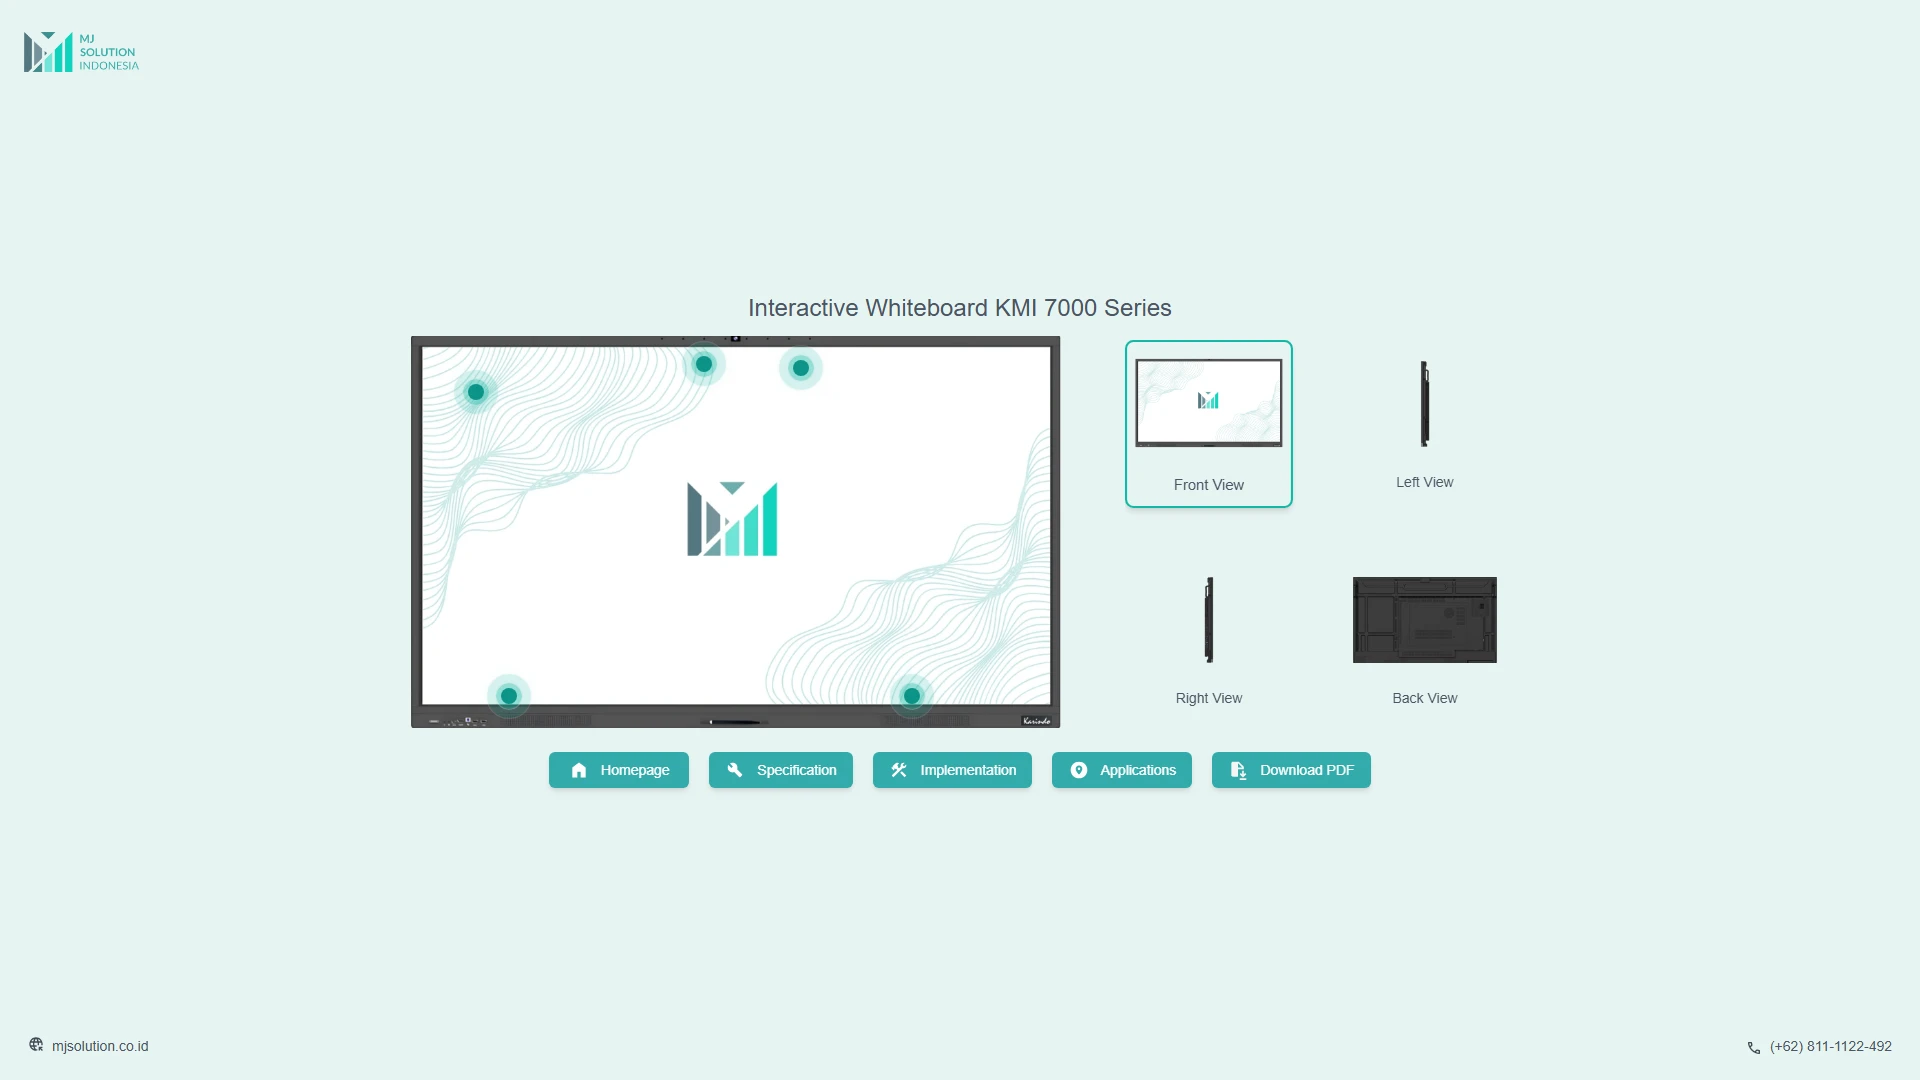 MJ
SOLUTION
INDONESIA
Interactive Whiteboard KMI 7000 Series
Karindo
Front View
Left View
Right View
Back View
Homepage
Specification
Implementation
Applications
Download PDF
mjsolution.co.id
(+62) 811-1122-492